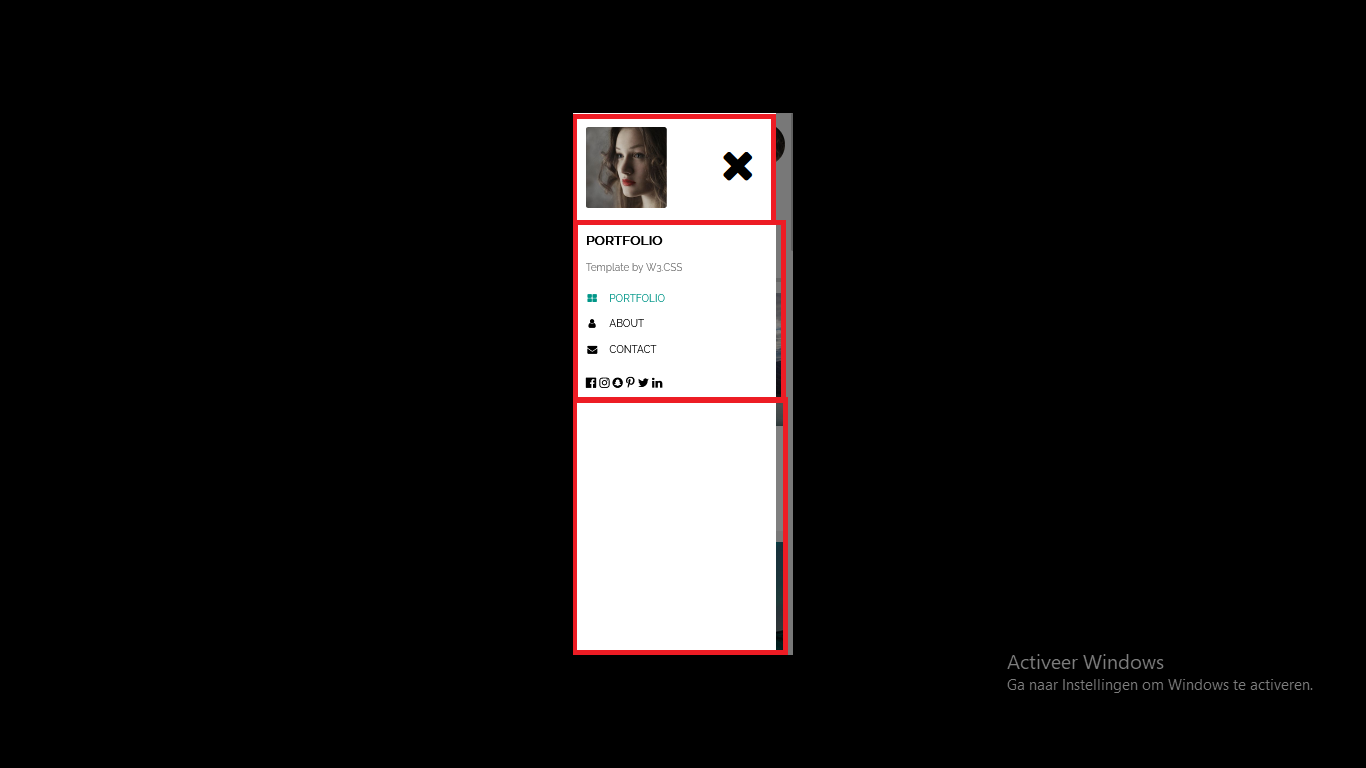 PORTFOLIO
Template by W3.CSS
PORTFOLIO
ABOUT
CONTACT
Activeer Windows
Ga naar Instellingen om Windows te activeren.